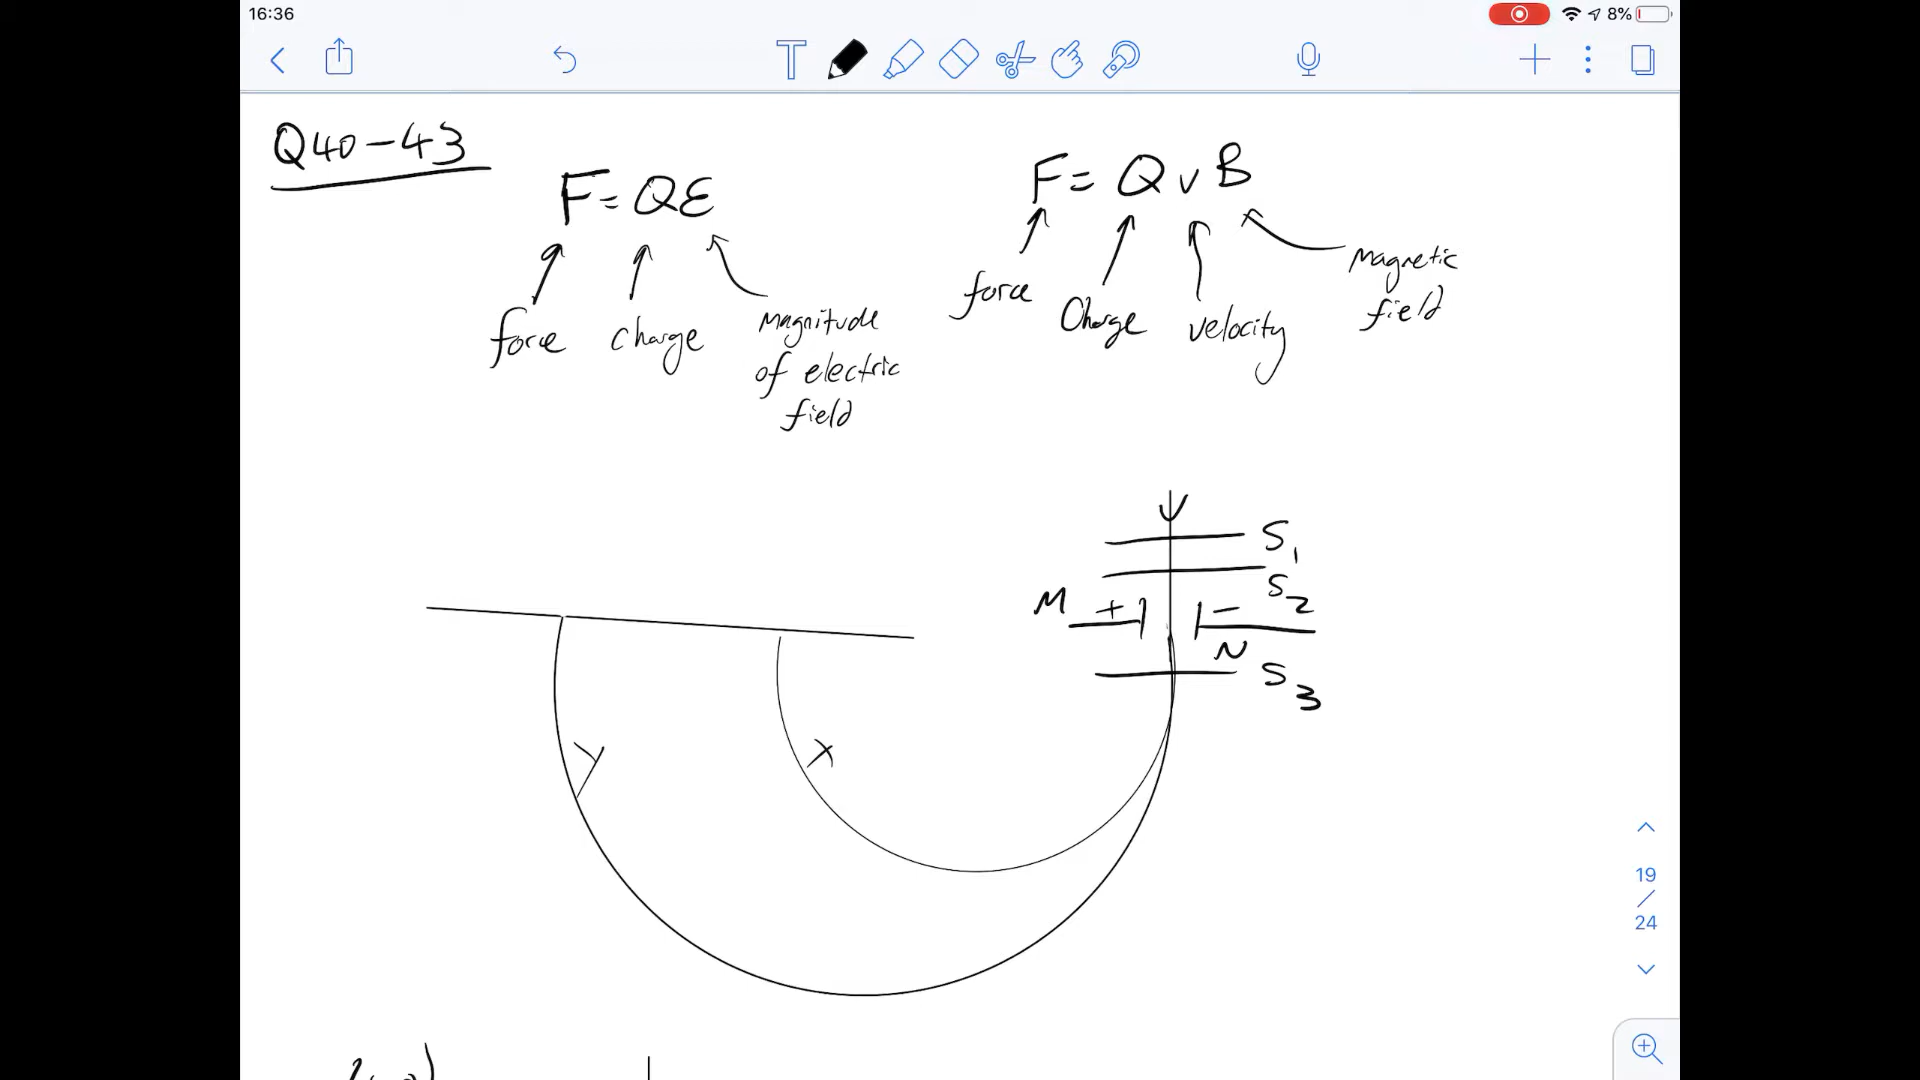 16:36
8%
Q40-43
F = QE
force
charge
Magnitude
of electric
field
F = QvB
force
Charge
velocity
Magnetic
field
S1
S2
M + -
N
S3
Y
X
19
/
24